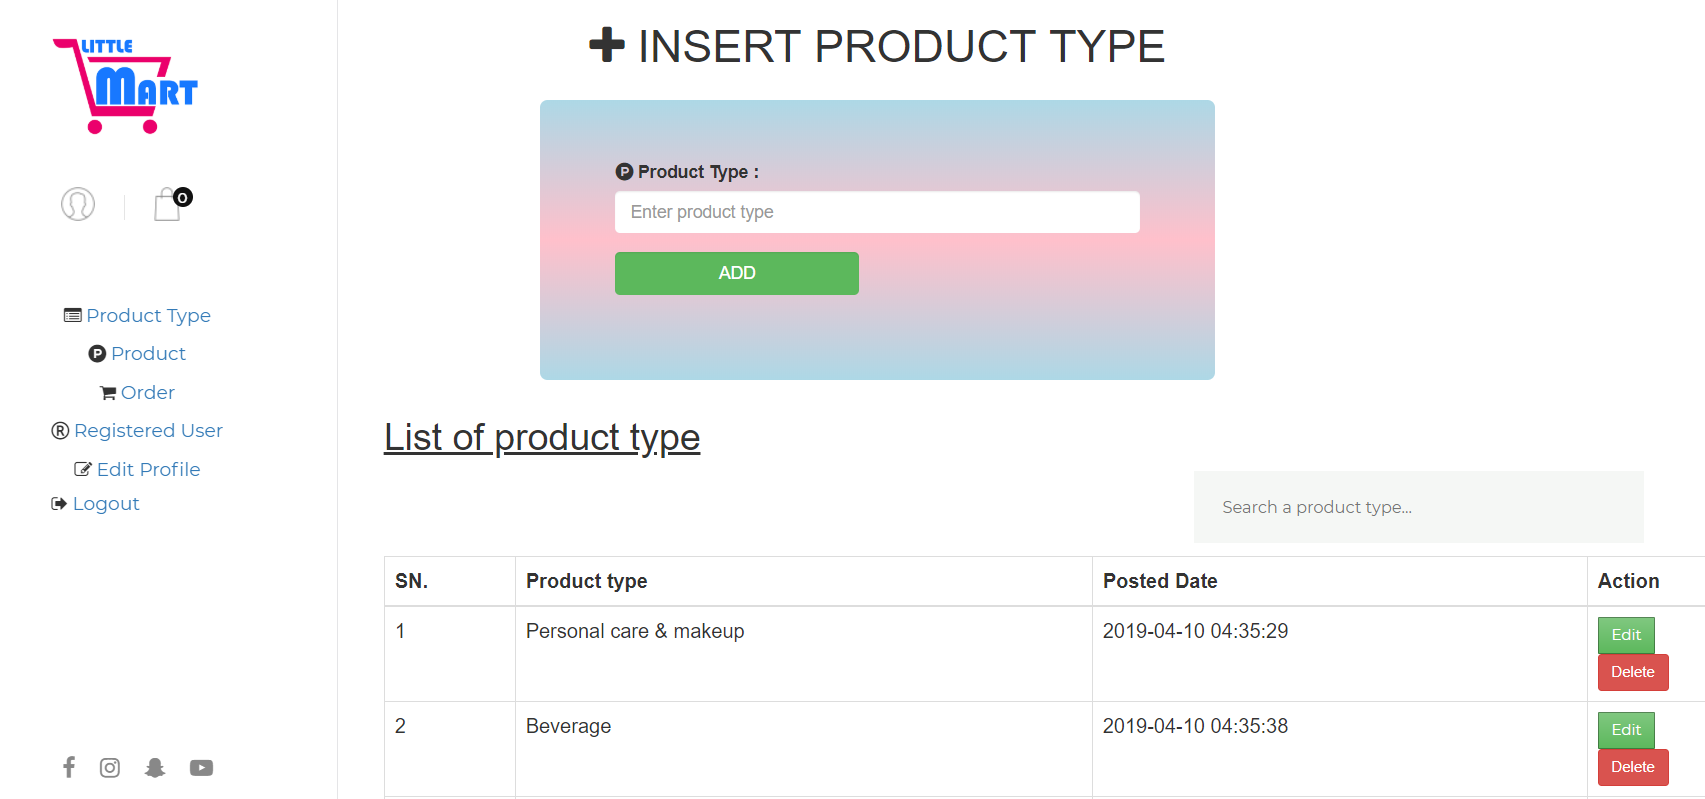 LITTLE
MART
0
Product Type
P Product
Order
® Registered User
Edit Profile
Logout
INSERT PRODUCT TYPE
P Product Type :
Enter product type
ADD
List of product type
Search a product type...
SN. Product type Posted Date Action
1 Personal care & makeup 2019-04-10 04:35:29 Edit
Delete
2 Beverage 2019-04-10 04:35:38 Edit
Delete